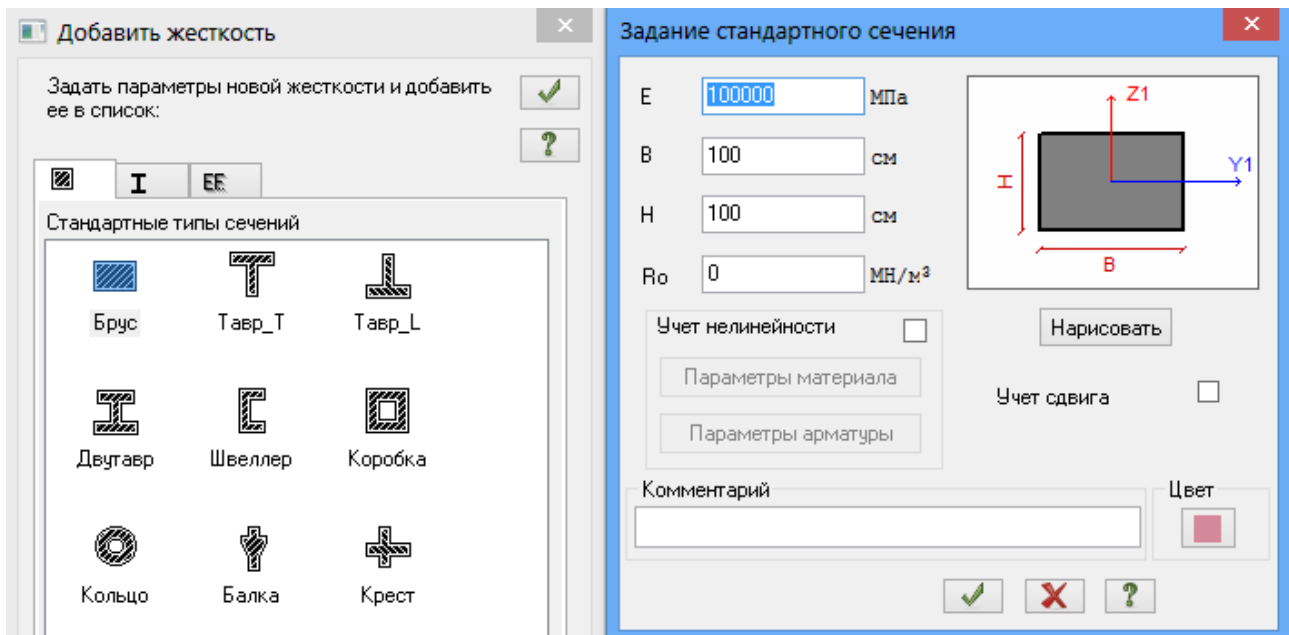 Добавить жесткость
Задать параметры новой жесткости и добавить
ее в список:
I
EE
Стандартные типы сечений
Брус
Тавр_T
Тавр_L
Двутавр
Швеллер
Коробка
Кольцо
Балка
Крест
Задание стандартного сечения
E
100000
МПа
B
100
см
H
100
см
Ro
0
МН/м³
Z1
Y1
H
B
Учет нелинейности
Параметры материала
Параметры арматуры
Нарисовать
Учет сдвига
Комментарий
Цвет